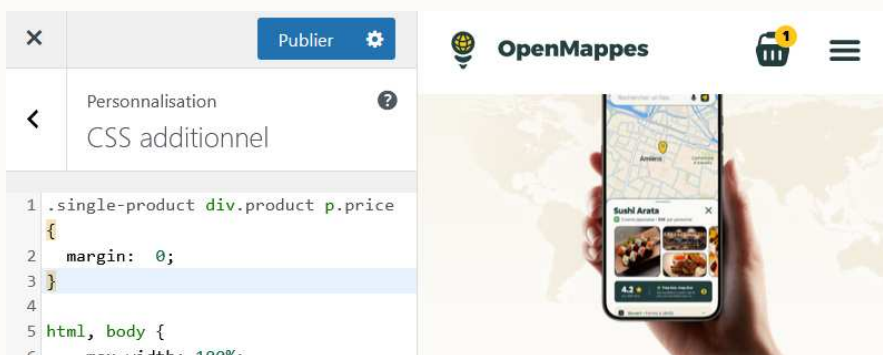 Publier
Personnalisation
CSS additionnel
1 .single-product div.product p.price
{
2 margin: 0;
3 }
4
5 html, body {
OpenMappes
1
Amiens
Sushi Arata
4.2